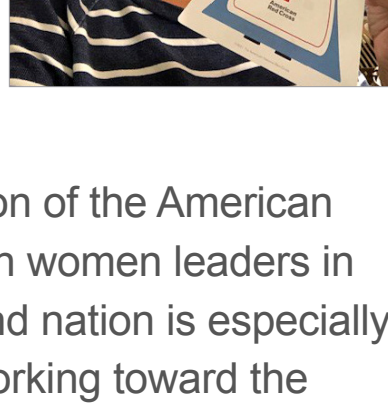 American
Red Cross
on of the American
n women leaders in
nd nation is especially
orking toward the